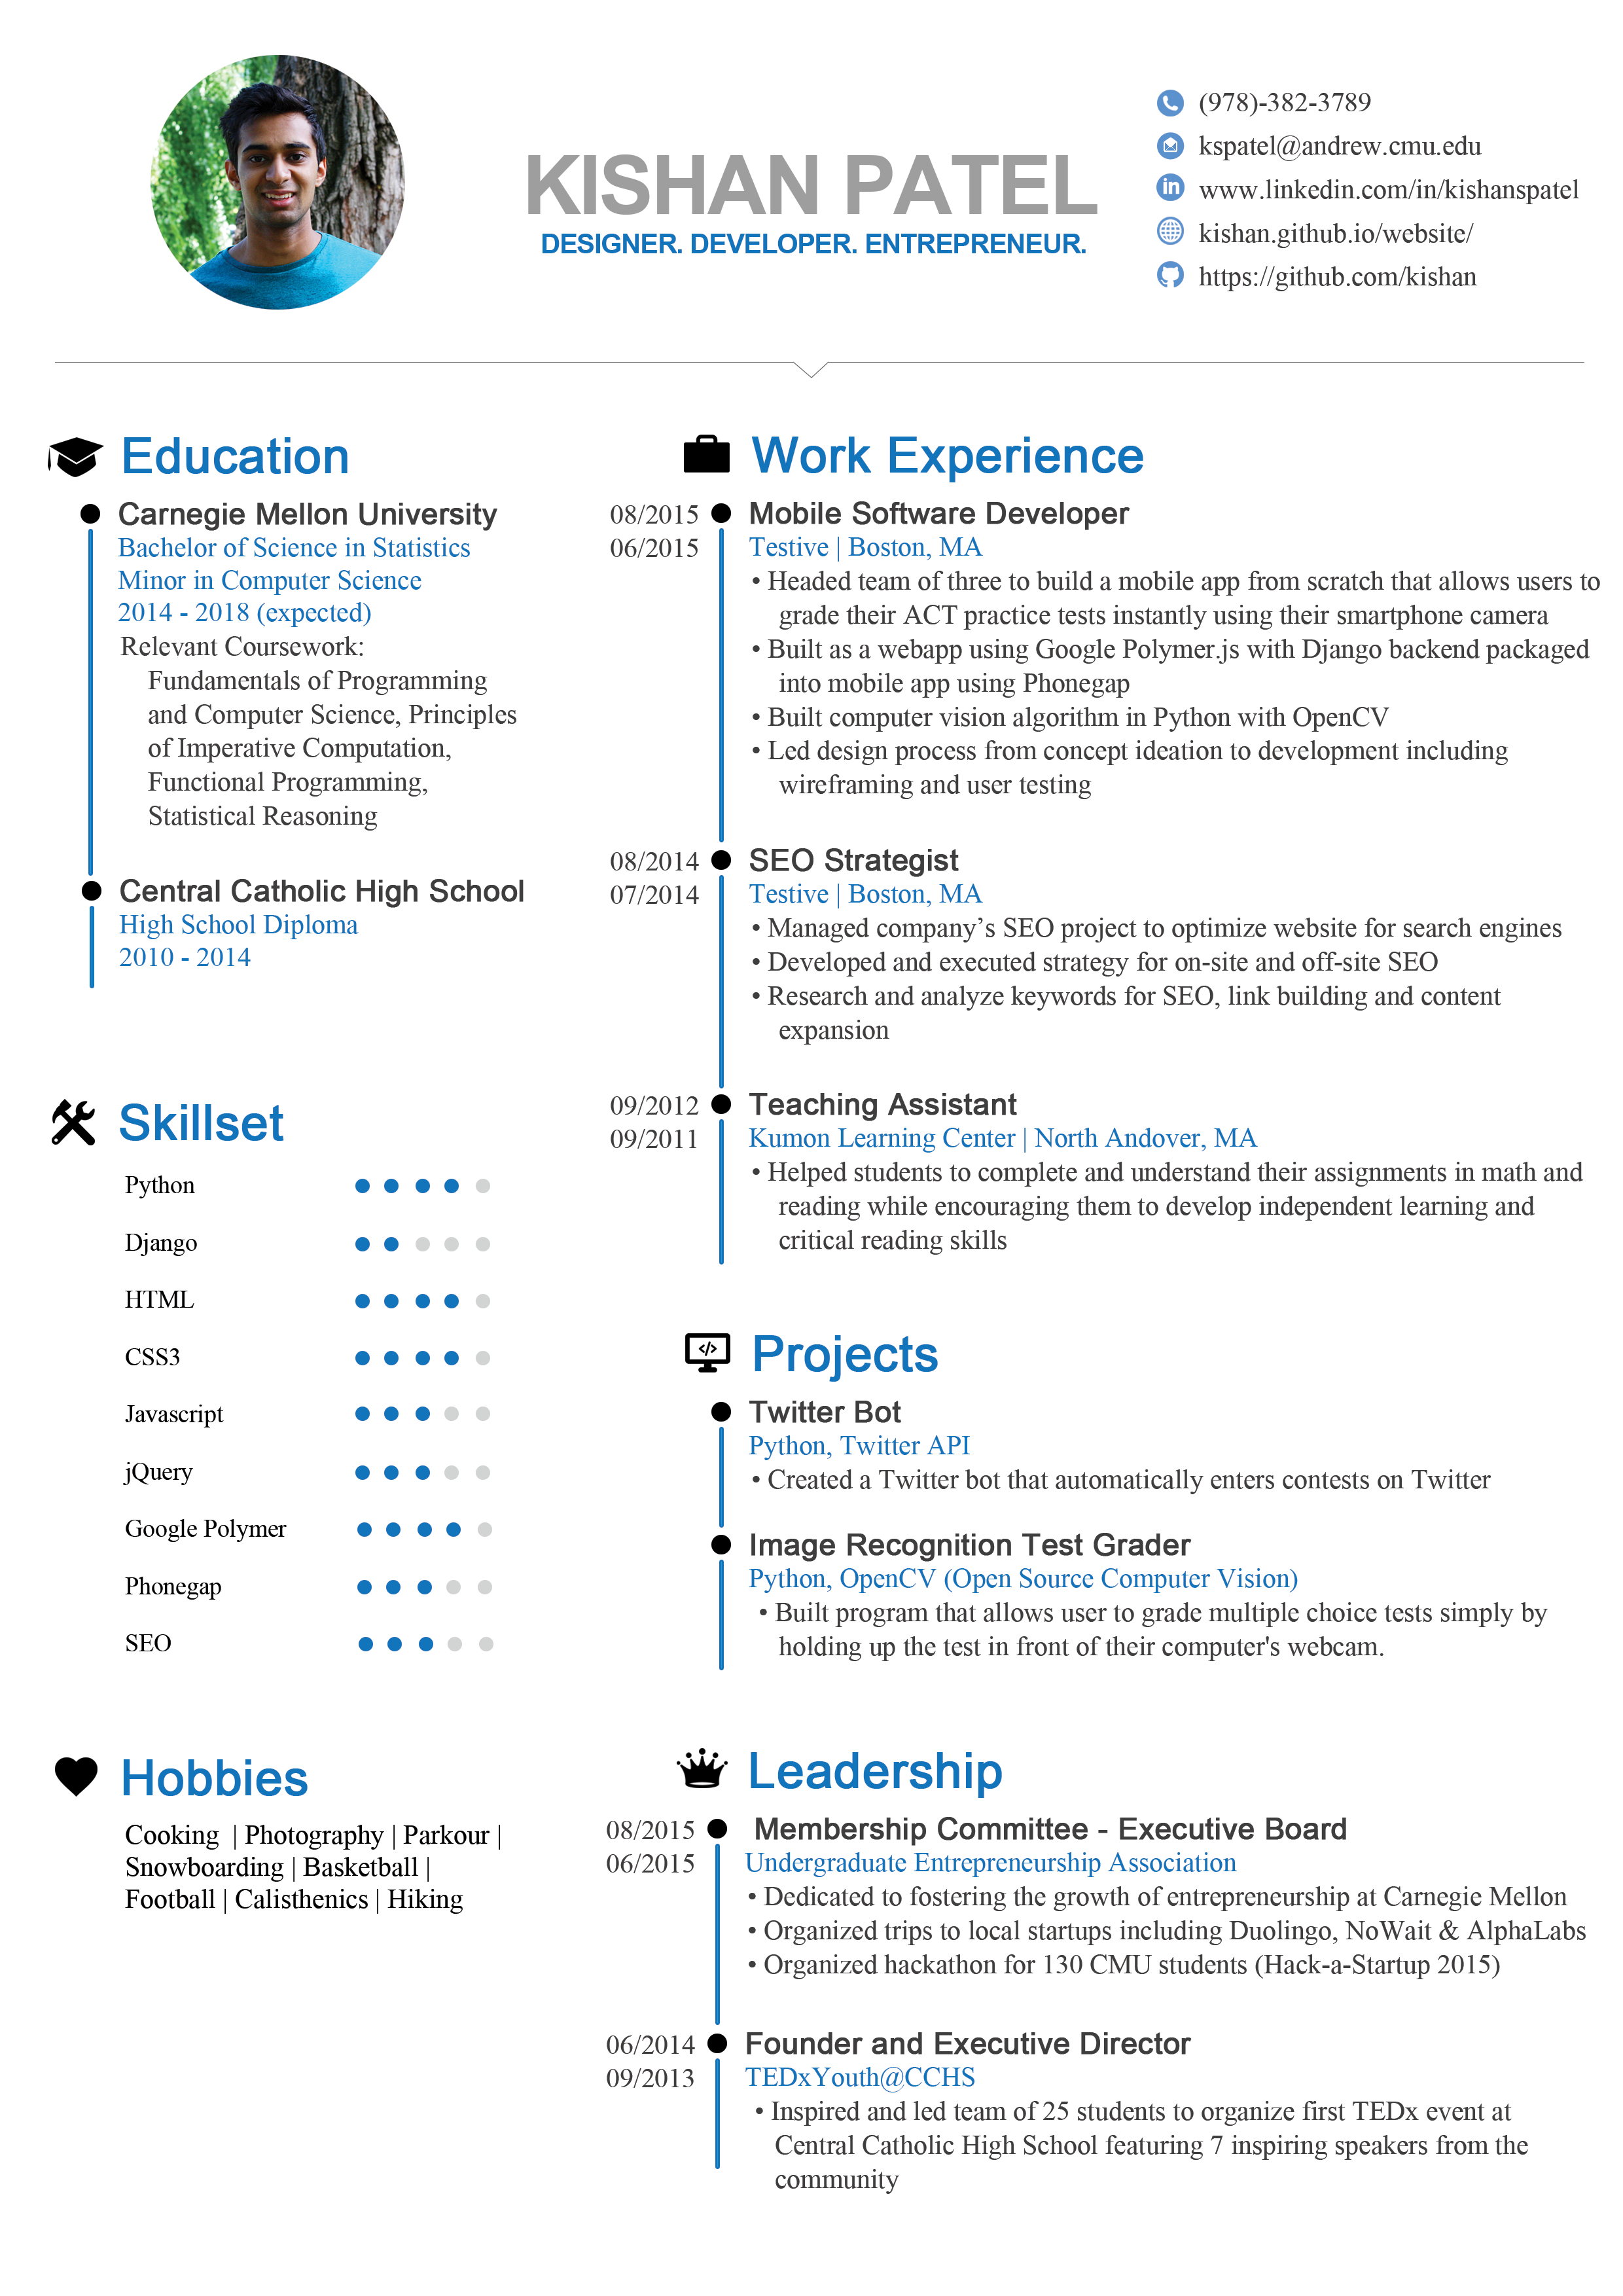 KISHAN PATEL
DESIGNER. DEVELOPER. ENTREPRENEUR.
(978)-382-3789
kspatel@andrew.cmu.edu
www.linkedin.com/in/kishanspatel
kishan.github.io/website/
https://github.com/kishan
Education
Carnegie Mellon University
Bachelor of Science in Statistics
Minor in Computer Science
2014 - 2018 (expected)
Relevant Coursework:
Fundamentals of Programming
and Computer Science, Principles
of Imperative Computation,
Functional Programming,
Statistical Reasoning
Central Catholic High School
High School Diploma
2010 - 2014
Skillset
Python
Django
HTML
CSS3
Javascript
jQuery
Google Polymer
Phonegap
SEO
Hobbies
Cooking | Photography | Parkour |
Snowboarding | Basketball |
Football | Calisthenics | Hiking
Work Experience
08/2015 Mobile Software Developer
06/2015 Testive | Boston, MA
• Headed team of three to build a mobile app from scratch that allows users to
grade their ACT practice tests instantly using their smartphone camera
• Built as a webapp using Google Polymer.js with Django backend packaged
into mobile app using Phonegap
• Built computer vision algorithm in Python with OpenCV
• Led design process from concept ideation to development including
wireframing and user testing
08/2014 SEO Strategist
07/2014 Testive | Boston, MA
• Managed company’s SEO project to optimize website for search engines
• Developed and executed strategy for on-site and off-site SEO
• Research and analyze keywords for SEO, link building and content
expansion
09/2012 Teaching Assistant
09/2011 Kumon Learning Center | North Andover, MA
• Helped students to complete and understand their assignments in math and
reading while encouraging them to develop independent learning and
critical reading skills
Projects
Twitter Bot
Python, Twitter API
• Created a Twitter bot that automatically enters contests on Twitter
Image Recognition Test Grader
Python, OpenCV (Open Source Computer Vision)
• Built program that allows user to grade multiple choice tests simply by
holding up the test in front of their computer's webcam.
Leadership
08/2015 Membership Committee - Executive Board
06/2015 Undergraduate Entrepreneurship Association
• Dedicated to fostering the growth of entrepreneurship at Carnegie Mellon
• Organized trips to local startups including Duolingo, NoWait & AlphaLabs
• Organized hackathon for 130 CMU students (Hack-a-Startup 2015)
06/2014 Founder and Executive Director
09/2013 TEDxYouth@CCHS
• Inspired and led team of 25 students to organize first TEDx event at
Central Catholic High School featuring 7 inspiring speakers from the
community